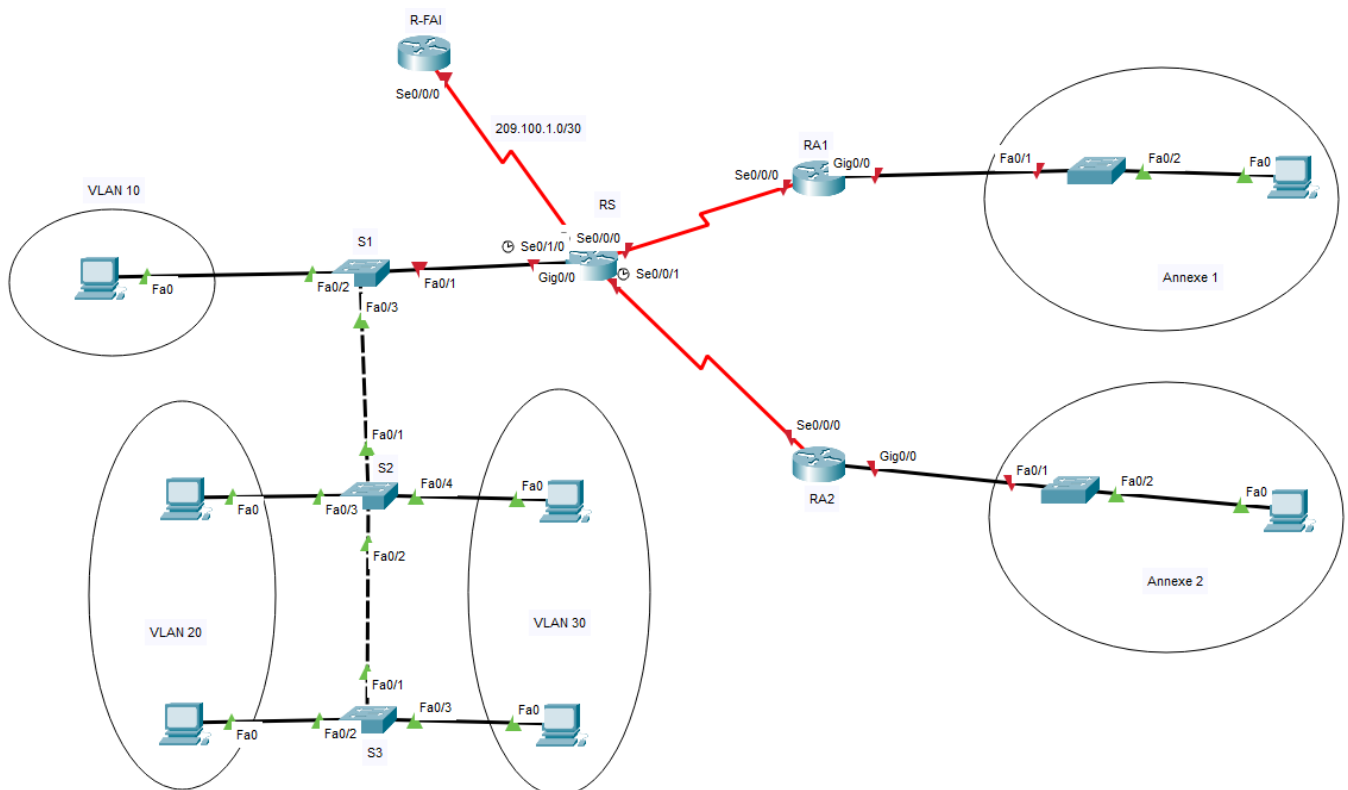 R-FAI
Se0/0/0
209.100.1.0/30
RA1
Gig0/0
Se0/0/0
Fa0/1
Fa0/2
Fa0
Annexe 1
VLAN 10
Fa0
S1
Fa0/2
Fa0/1
Fa0/3
RS
Se0/1/0
Se0/0/0
Gig0/0
Se0/0/1
Fa0/1
S2
Fa0
Fa0/3
Fa0/4
Fa0
Fa0/2
VLAN 20
VLAN 30
Fa0/1
Fa0
Fa0/2
Fa0/3
Fa0
S3
Se0/0/0
Gig0/0
RA2
Fa0/1
Fa0/2
Fa0
Annexe 2